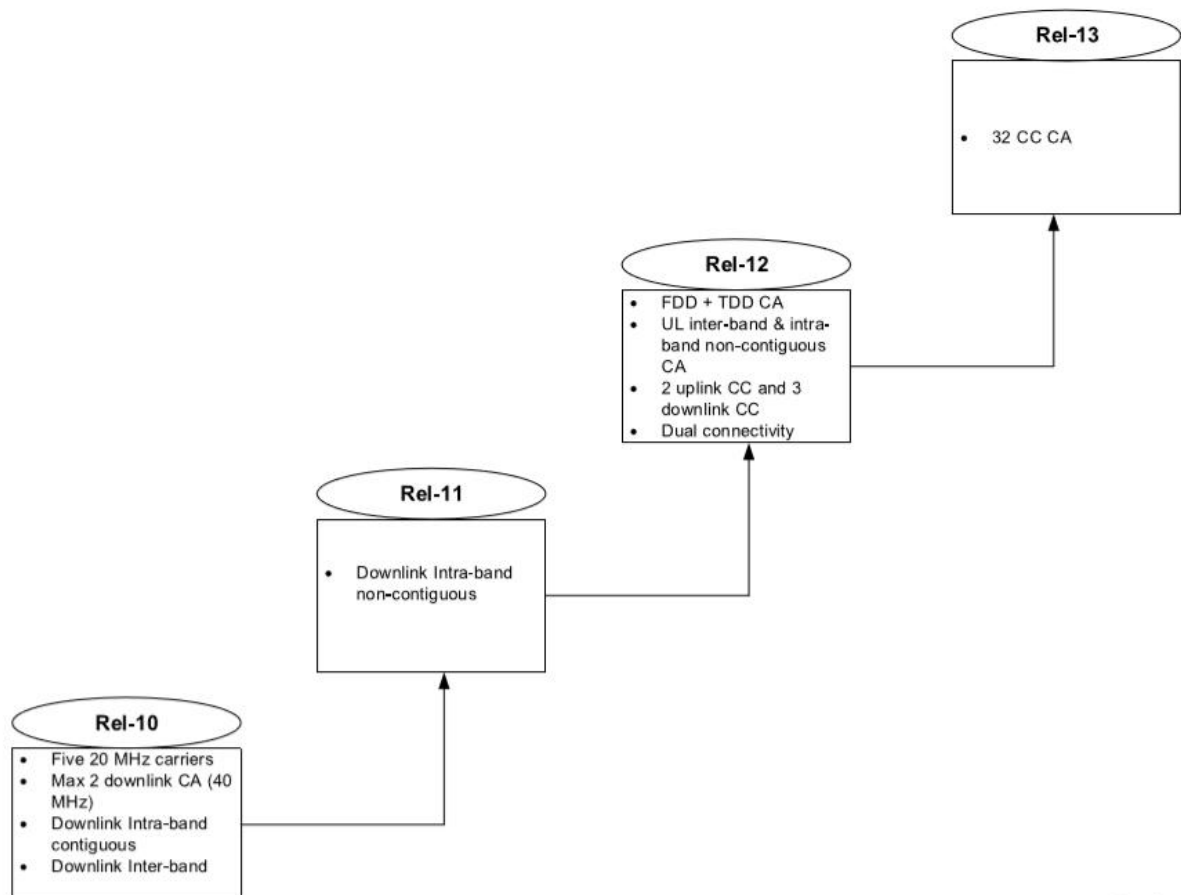 Rel-13
• 32 CC CA
Rel-12
• FDD + TDD CA
• UL inter-band & intra-
band non-contiguous
CA
• 2 uplink CC and 3
downlink CC
• Dual connectivity
Rel-11
• Downlink Intra-band
non-contiguous
Rel-10
• Five 20 MHz carriers
• Max 2 downlink CA (40
MHz)
• Downlink Intra-band
contiguous
• Downlink Inter-band